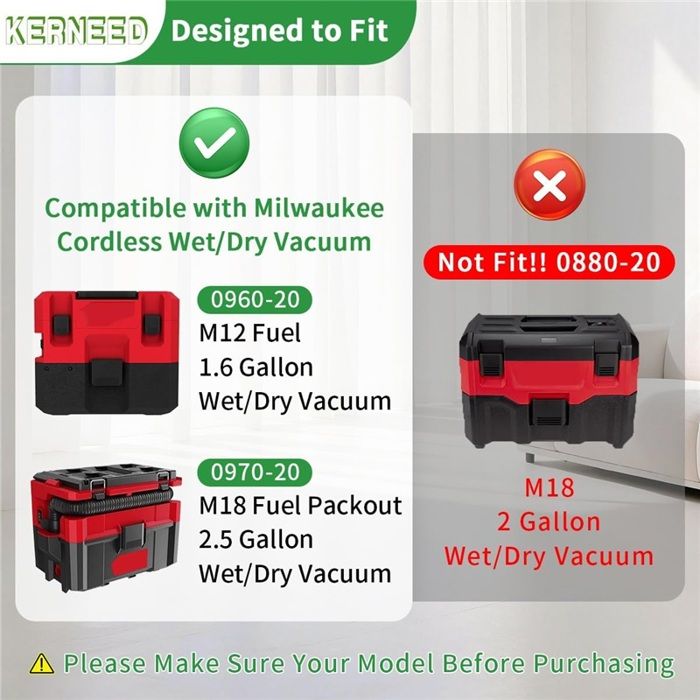 KERNEED
Designed to Fit
Compatible with Milwaukee
Cordless Wet/Dry Vacuum
0960-20
M12 Fuel
1.6 Gallon
Wet/Dry Vacuum
0970-20
M18 Fuel Packout
2.5 Gallon
Wet/Dry Vacuum
Not Fit!! 0880-20
M18
2 Gallon
Wet/Dry Vacuum
Please Make Sure Your Model Before Purchasing